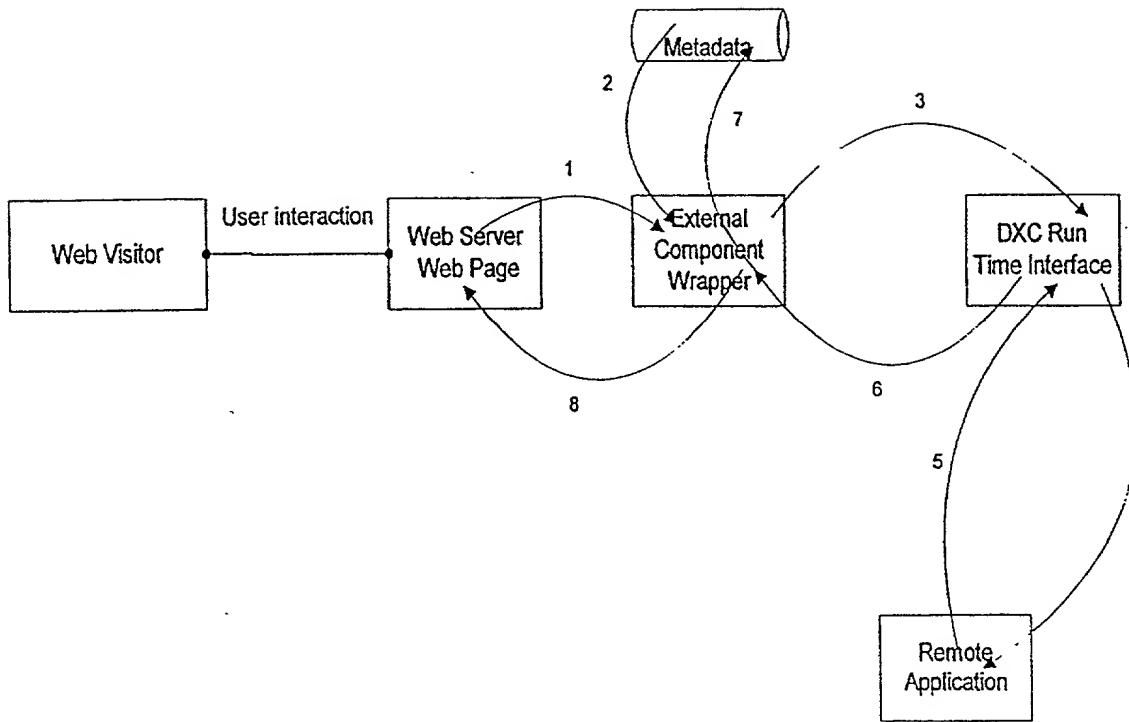 Metadata
2
7
3
1
Web Visitor
User interaction
Web Server
Web Page
External
Component
Wrapper
DXC Run
Time Interface
8
6
5
Remote
Application